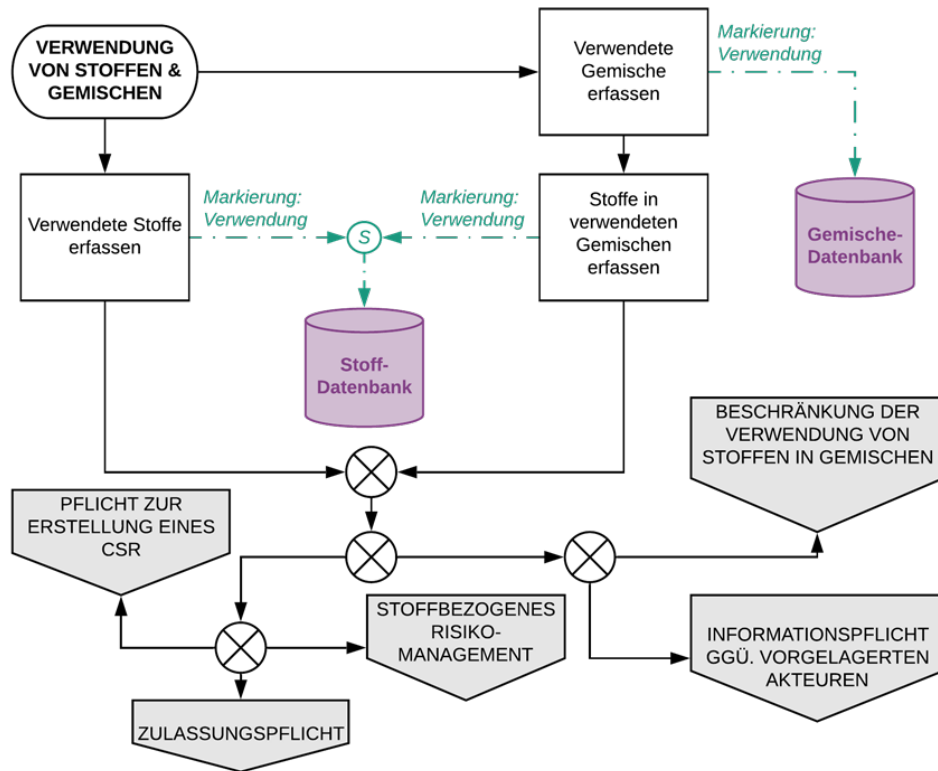 VERWENDUNG
VON STOFFEN &
GEMISCHEN
Verwendete
Gemische
erfassen
Markierung:
Verwendung
Verwendete Stoffe
erfassen
Markierung:
Verwendung
S
Markierung:
Verwendung
Stoffe in
verwendeten
Gemischen
erfassen
Gemische-
Datenbank
Stoff-
Datenbank
BESCHRÄNKUNG DER
VERWENDUNG VON
STOFFEN IN GEMISCHEN
PFLICHT ZUR
ERSTELLUNG EINES
CSR
STOFFBEZOGENES
RISIKO-
MANAGEMENT
INFORMATIONSPFLICHT
GGÜ. VORGELAGERTEN
AKTEUREN
ZULASSUNGSPFLICHT